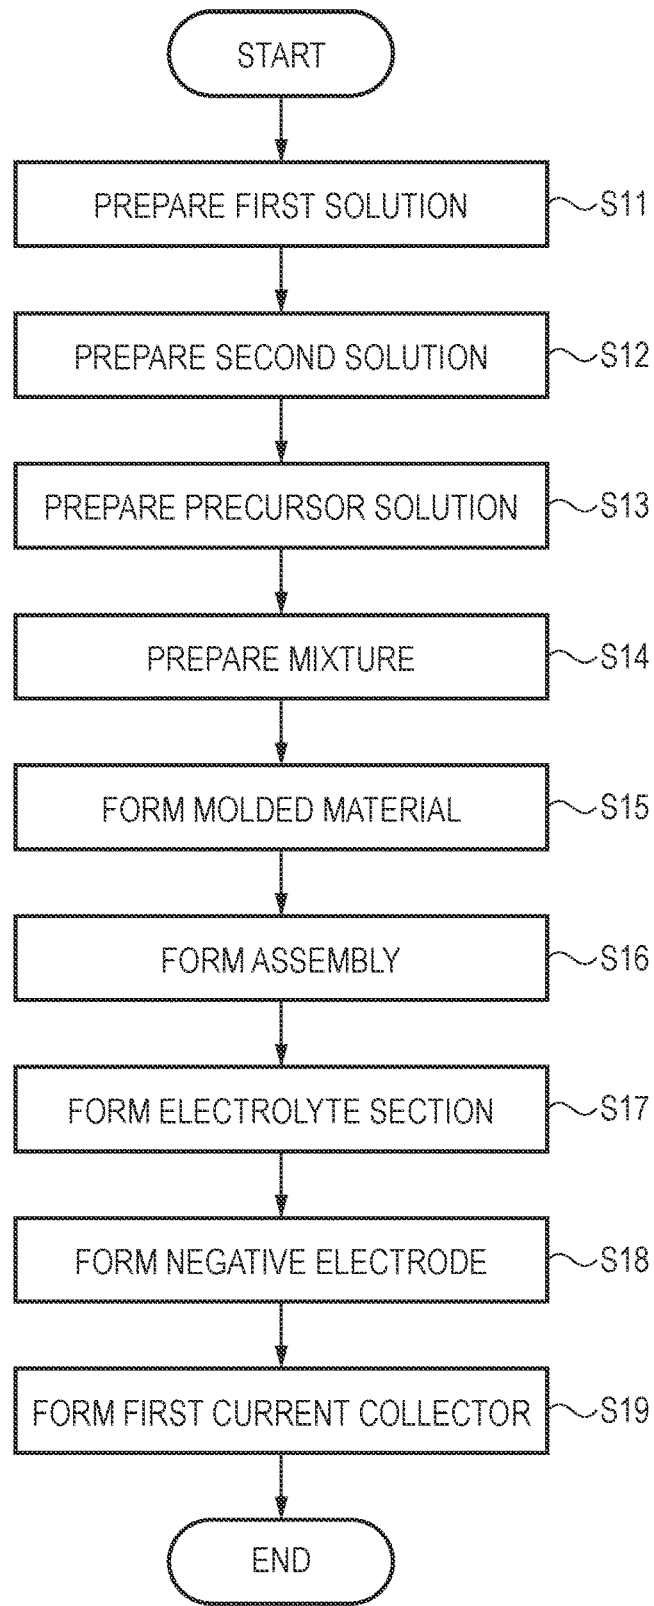 START
PREPARE FIRST SOLUTION S11
PREPARE SECOND SOLUTION S12
PREPARE PRECURSOR SOLUTION S13
PREPARE MIXTURE S14
FORM MOLDED MATERIAL S15
FORM ASSEMBLY S16
FORM ELECTROLYTE SECTION S17
FORM NEGATIVE ELECTRODE S18
FORM FIRST CURRENT COLLECTOR S19
END